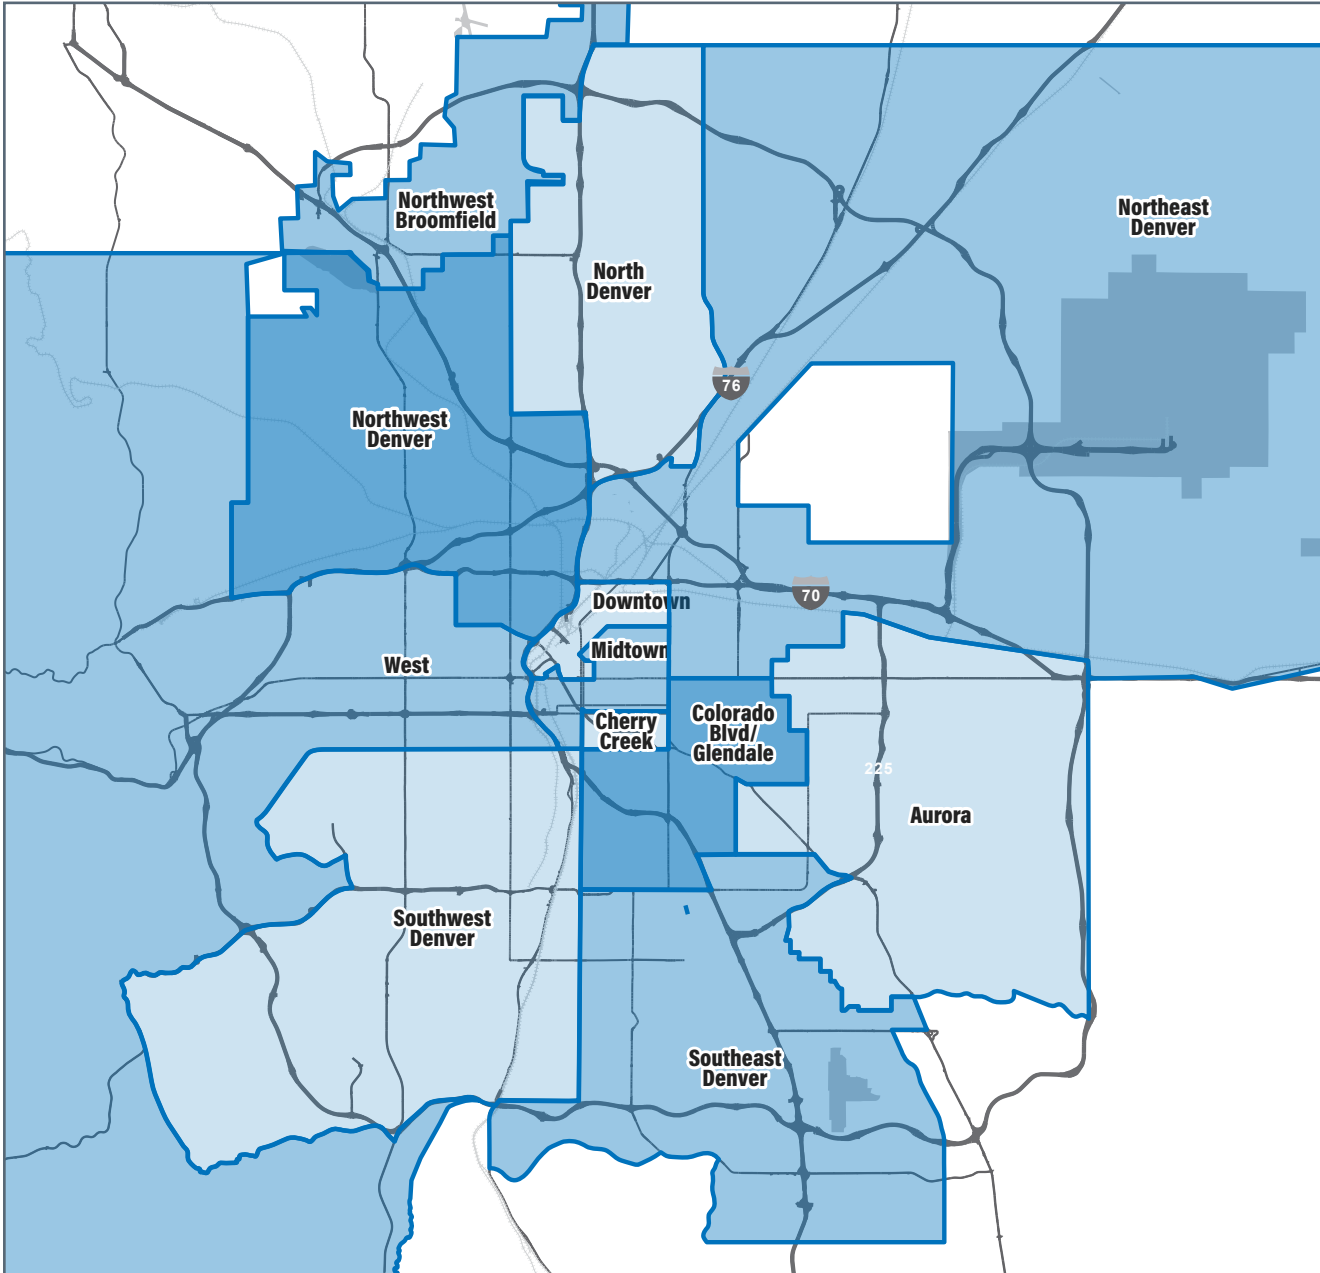 Northwest
Broomfield
Northeast
Denver
North
Denver
76
Northwest
Denver
70
Downtown
Midtown
West
Cherry
Creek
Colorado
Blvd/
Glendale
225
Aurora
Southwest
Denver
Southeast
Denver